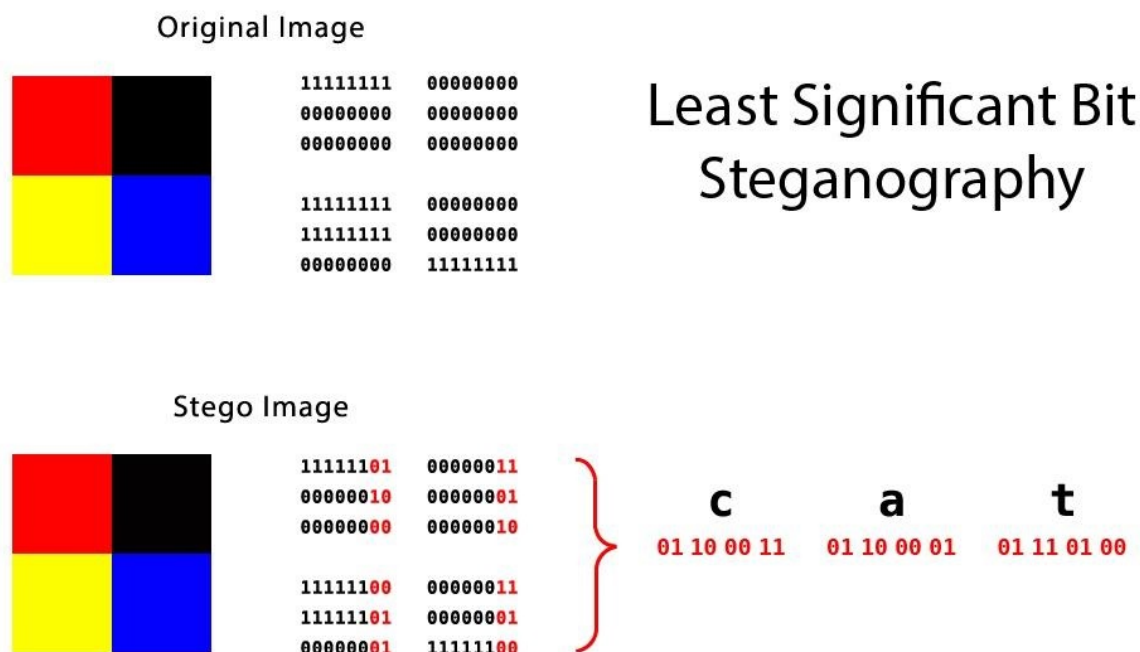 Original Image
11111111 00000000
00000000 00000000
00000000 00000000
11111111 00000000
11111111 00000000
00000000 11111111
Least Significant Bit
Steganography
Stego Image
11111101 00000011
00000010 00000001
00000000 00000010
11111100 00000011
11111101 00000001
00000001 11111100
c a t
01 10 00 11 01 10 00 01 01 11 01 00